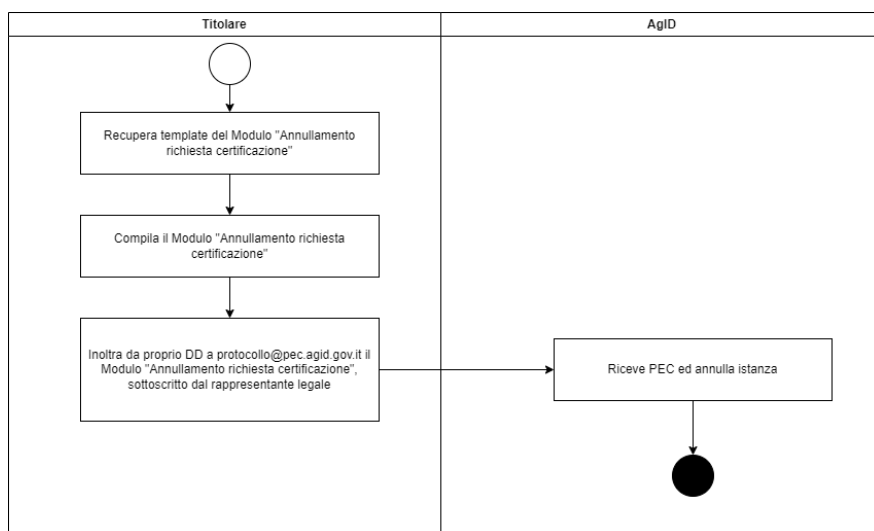 Titolare
AgID
Recupera template del Modulo "Annullamento
richiesta certificazione"
Compila il Modulo "Annullamento richiesta
certificazione"
Inoltra da proprio DD a protocollo@pec.agid.gov.it il
Modulo "Annullamento richiesta certificazione",
sottoscritto dal rappresentante legale
Riceve PEC ed annulla istanza